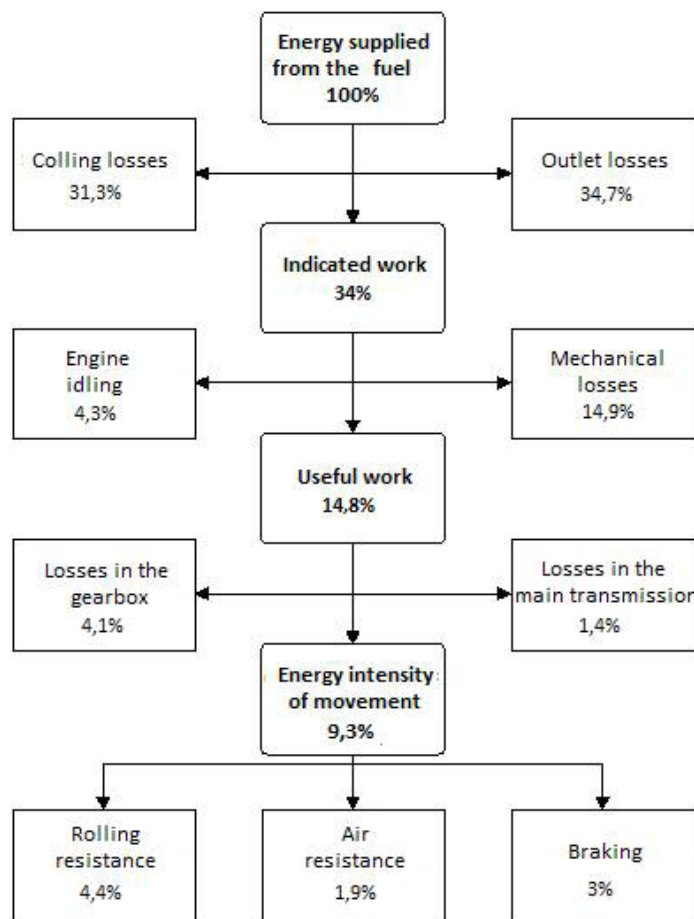 Energy supplied
from the fuel
100%
Colling losses
31,3%
Outlet losses
34,7%
Indicated work
34%
Engine
idling
4,3%
Mechanical
losses
14,9%
Useful work
14,8%
Losses in the
gearbox
4,1%
Losses in the
main transmission
1,4%
Energy intensity
of movement
9,3%
Rolling
resistance
4,4%
Air
resistance
1,9%
Braking
3%